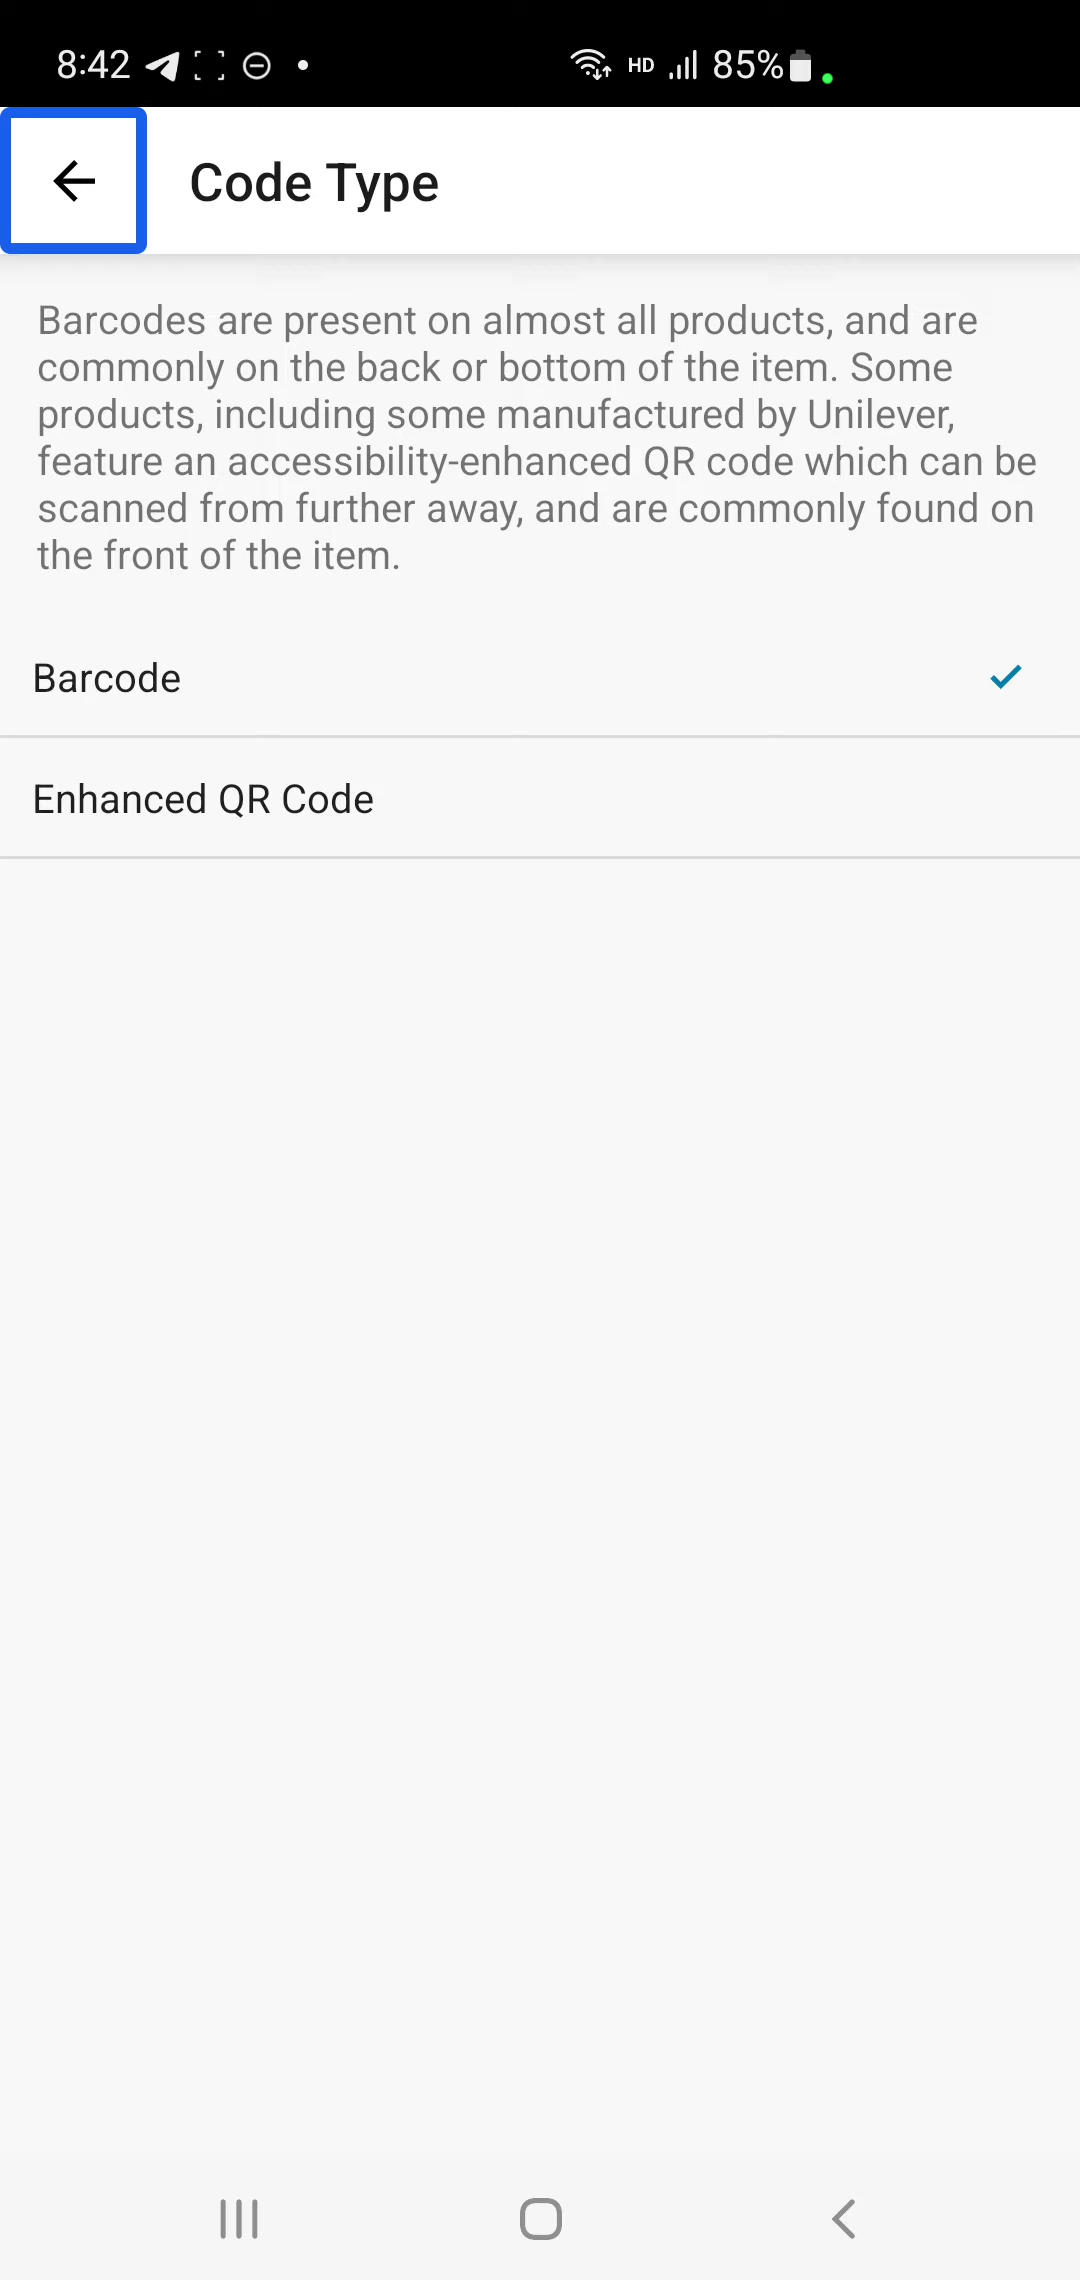 8:42 HD 85%
Code Type
Barcodes are present on almost all products, and are
commonly on the back or bottom of the item. Some
products, including some manufactured by Unilever,
feature an accessibility-enhanced QR code which can be
scanned from further away, and are commonly found on
the front of the item.
Barcode
Enhanced QR Code